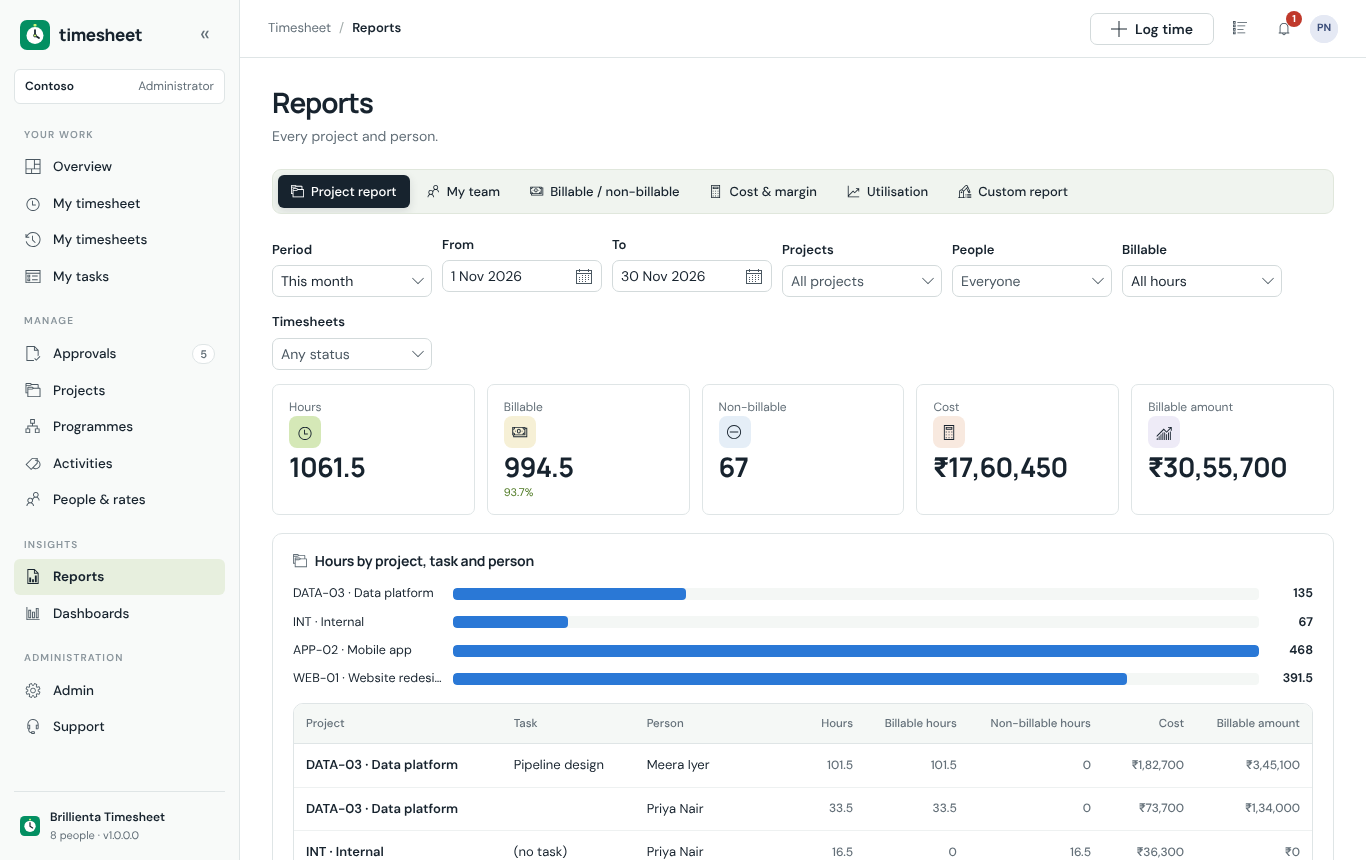 timesheet
«
Timesheet / Reports
Log time
1
PN
Contoso
Administrator
YOUR WORK
Overview
My timesheet
My timesheets
My tasks
MANAGE
Approvals
5
Projects
Programmes
Activities
People & rates
INSIGHTS
Reports
Dashboards
ADMINISTRATION
Admin
Support
Brillienta Timesheet
8 people · v1.0.0.0
Reports
Every project and person.
Project report
My team
Billable / non-billable
Cost & margin
Utilisation
Custom report
Period
From
To
Projects
People
Billable
This month
1 Nov 2026
30 Nov 2026
All projects
Everyone
All hours
Timesheets
Any status
Hours
1061.5
Billable
994.5
93.7%
Non-billable
67
Cost
₹17,60,450
Billable amount
₹30,55,700
Hours by project, task and person
DATA-03 · Data platform 135
INT · Internal 67
APP-02 · Mobile app 468
WEB-01 · Website redesi... 391.5
Project Task Person Hours Billable hours Non-billable hours Cost Billable amount
DATA-03 · Data platform Pipeline design Meera Iyer 101.5 101.5 0 ₹1,82,700 ₹3,45,100
DATA-03 · Data platform Priya Nair 33.5 33.5 0 ₹73,700 ₹1,34,000
INT · Internal (no task) Priya Nair 16.5 0 16.5 ₹36,300 ₹0